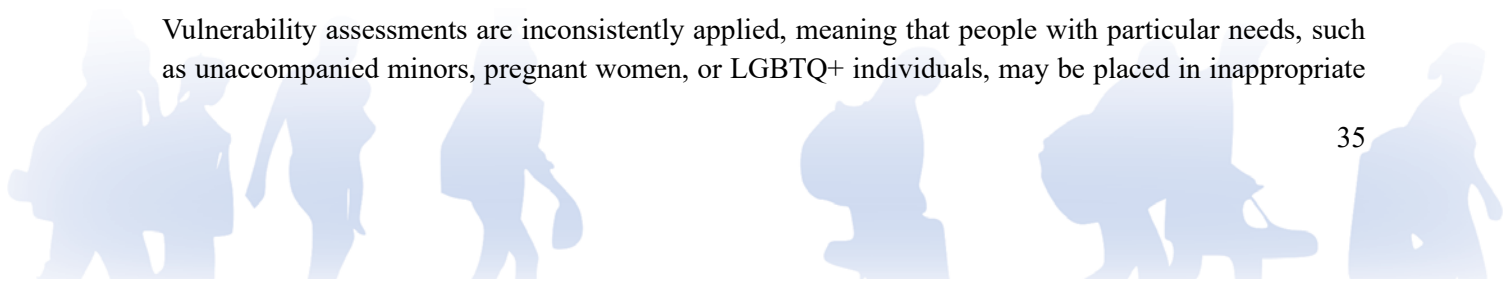 Vulnerability assessments are inconsistently applied, meaning that people with particular needs, such
as unaccompanied minors, pregnant women, or LGBTQ+ individuals, may be placed in inappropriate
35